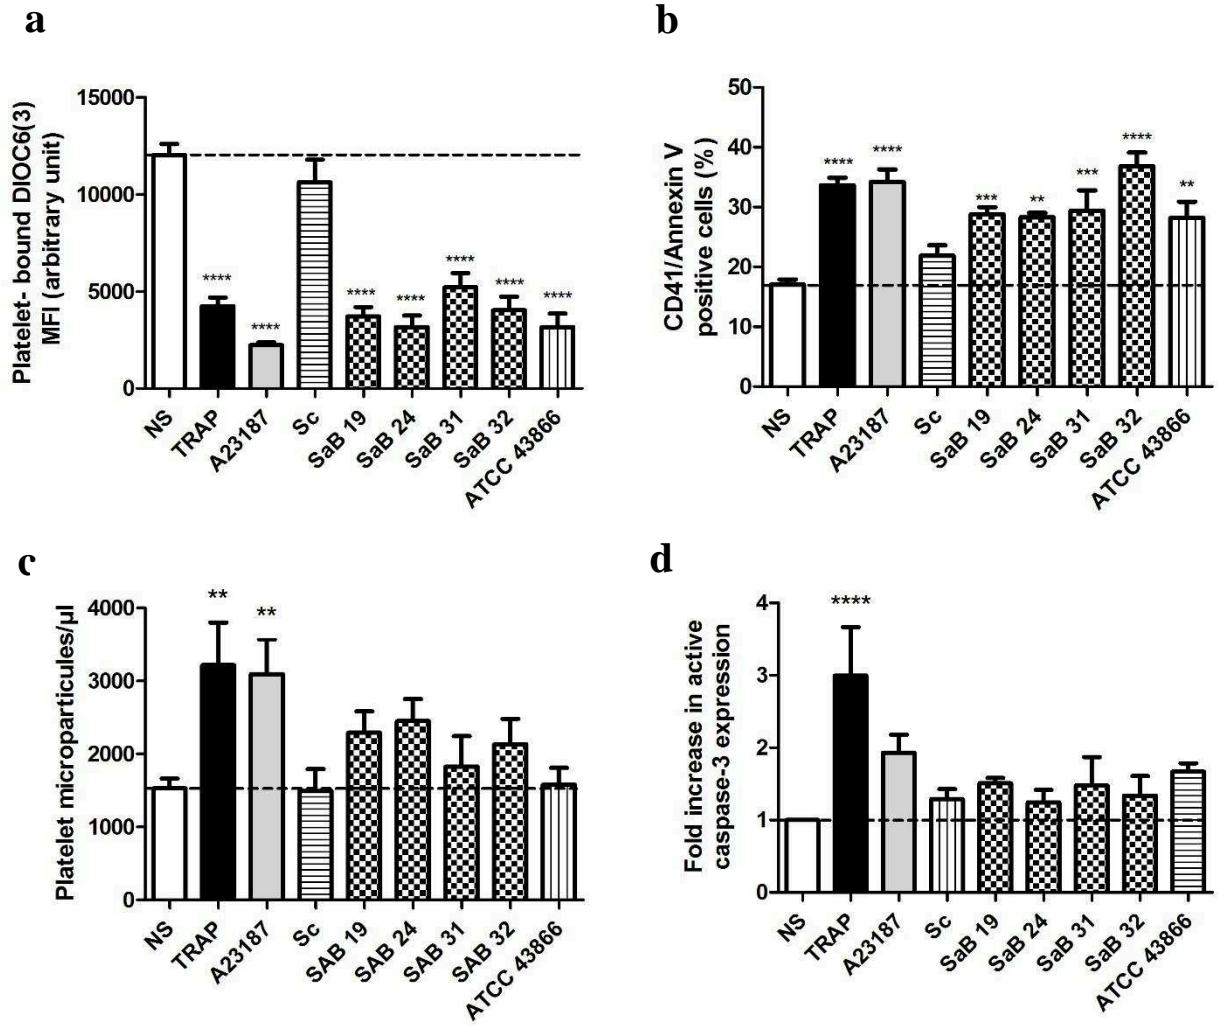 a
Platelet- bound DIOC6(3)
MFI (arbitrary unit)
15000
10000
5000
0
****
****
****
****
****
****
****
NS
TRAP
A23187
Sc
SaB 19
SaB 24
SaB 31
SaB 32
ATCC 43866
b
CD41/Annexin V
positive cells (%)
50
40
30
20
10
0
****
****
***
**
***
****
**
NS
TRAP
A23187
Sc
SaB 19
SaB 24
SaB 31
SaB 32
ATCC 43866
c
Platelet microparticules/µl
4000
3000
2000
1000
0
**
**
NS
TRAP
A23187
Sc
SAB 19
SAB 24
SAB 31
SAB 32
ATCC 43866
d
Fold increase in active
caspase-3 expression
4
3
2
1
0
****
NS
TRAP
A23187
Sc
SaB 19
SaB 24
SaB 31
SaB 32
ATCC 43866